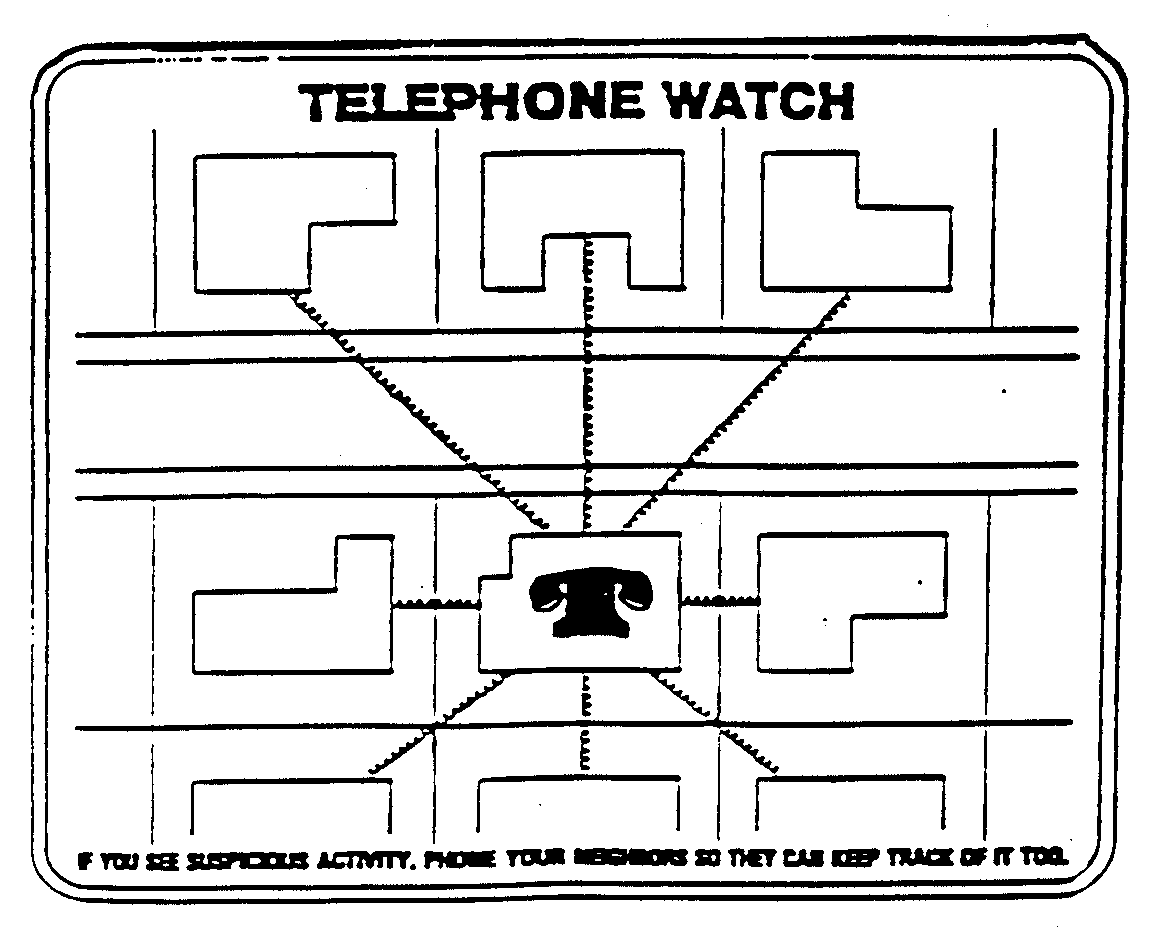 TELEPHONE WATCH
IF YOU SEE SUSPICIOUS ACTIVITY, PHONE YOUR NEIGHBORS SO THEY CAN KEEP TRACK OF IT TOO.